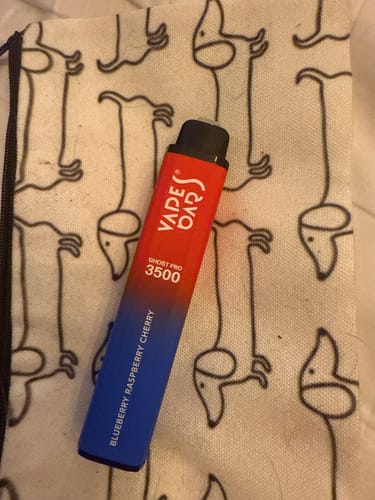 VAPES
BARS®
GHOST PRO
3500
BLUEBERRY RASPBERRY CHERRY